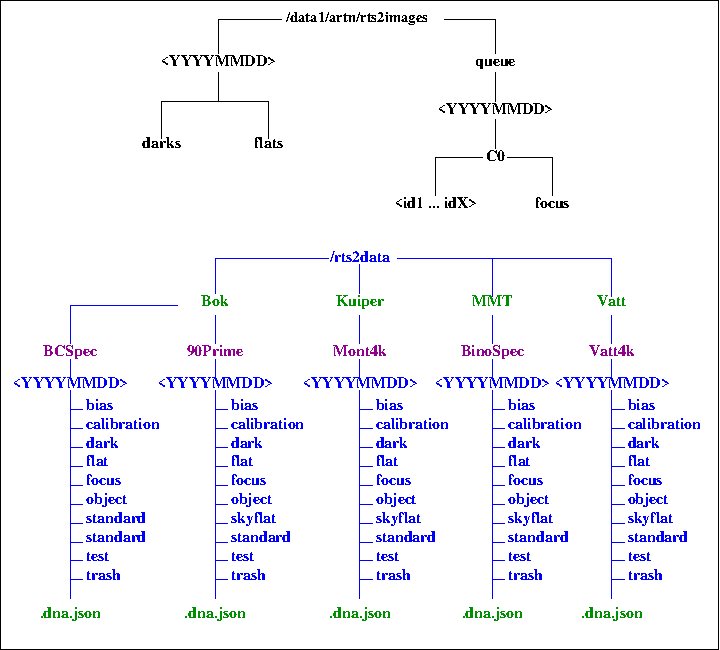 /data1/artn/rts2images
<YYYYMMDD> queue
<YYYYMMDD>
darks flats
C0
<id1 ... idX> focus
/rts2data
Bok Kuiper MMT Vatt
BCSpec 90Prime Mont4k BinoSpec Vatt4k
<YYYYMMDD> <YYYYMMDD> <YYYYMMDD> <YYYYMMDD> <YYYYMMDD>
bias bias bias bias bias
calibration calibration calibration calibration calibration
dark dark dark dark dark
flat flat flat flat flat
focus focus focus focus focus
object object object object object
standard skyflat skyflat skyflat skyflat
standard standard standard standard standard
test test test test test
trash trash trash trash trash
.dna.json .dna.json .dna.json .dna.json .dna.json